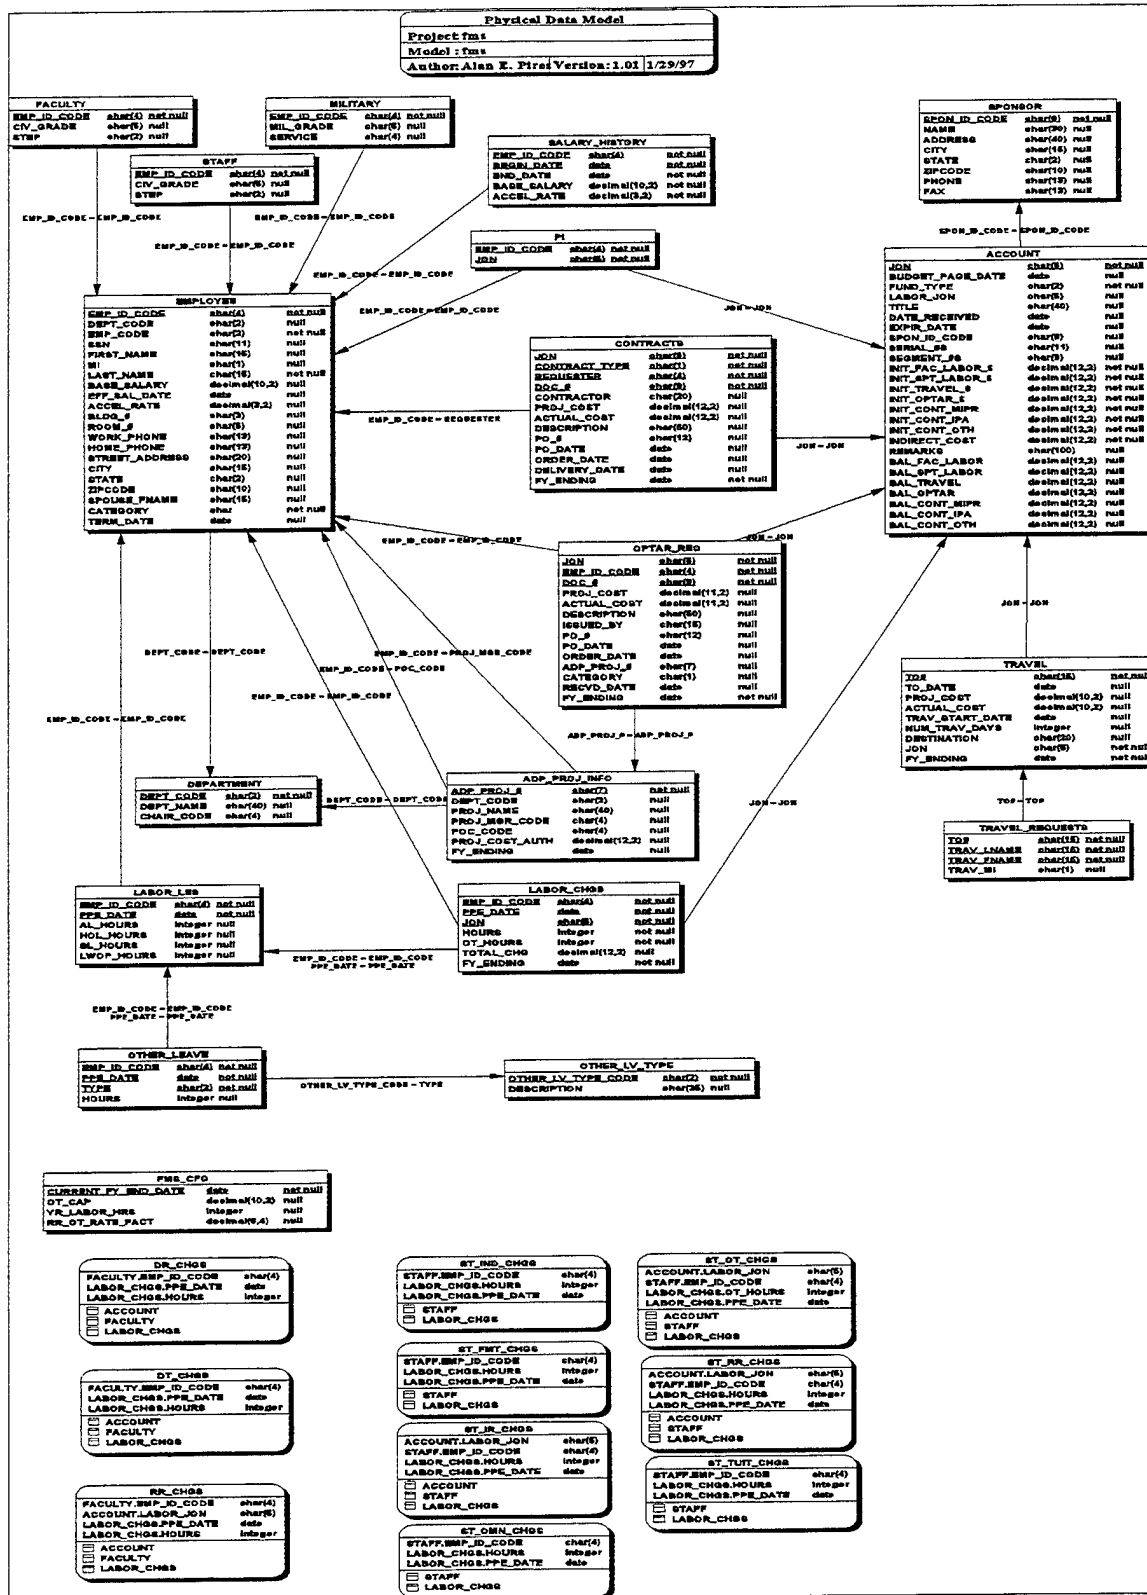 Physical Data Model
Project: fms
Model : fms
Author: Alan E. Pires Version: 1.01 1/29/97
FACULTY
EMP_ID_CODE char(4) not null
CIV_GRADE char(5) null
STEP char(2) null
MILITARY
EMP_ID_CODE char(4) not null
MIL_GRADE char(5) null
SERVICE char(4) null
STAFF
EMP_ID_CODE char(4) not null
CIV_GRADE char(5) null
STEP char(2) null
SALARY_HISTORY
EMP_ID_CODE char(4) not null
BEGIN_DATE date not null
END_DATE date not null
BASE_SALARY decimal(10,2) not null
ACCEL_RATE decimal(3,2) not null
SPONSOR
SPON_ID_CODE not null
NAME null
ADDRESS char(40) null
CITY char(15) null
STATE char(2) null
ZIPCODE char(10) null
PHONE char(13) null
FAX char(13) null
EMP_ID_CODE = EMP_ID_CODE
EMP_ID_CODE = EMP_ID_CODE
EMP_ID_CODE = EMP_ID_CODE
EMP_ID_CODE = EMP_ID_CODE
EMP_ID_CODE = EMP_ID_CODE
SPON_ID_CODE = SPON_ID_CODE
PI
EMP_ID_CODE char(4) not null
JON char(5) not null
JON = JON
EMPLOYEE
EMP_ID_CODE char(4) not null
DEPT_CODE char(2) null
EMP_CODE char(2) not null
SSN char(11) null
FIRST_NAME char(15) null
MI char(1) null
LAST_NAME char(15) not null
BASE_SALARY decimal(10,2) null
EFF_SAL_DATE date null
ACCEL_RATE decimal(3,2) null
BLDG_# char(3) null
ROOM_# char(5) null
WORK_PHONE char(13) null
HOME_PHONE char(13) null
STREET_ADDRESS char(20) null
CITY char(15) null
STATE char(2) null
ZIPCODE char(10) null
SPOUSE_FNAME char(15) null
CATEGORY char not null
TERM_DATE date null
CONTRACTS
JON char(5) not null
CONTRACT_TYPE char(1) not null
REQUESTER char(4) not null
DOC_# not null
CONTRACTOR char(20) null
PROJ_COST decimal(12,2) null
ACTUAL_COST decimal(12,2) null
DESCRIPTION char(50) null
PO_# char(12) null
PO_DATE date null
ORDER_DATE date null
DELIVERY_DATE date null
FY_ENDING date not null
EMP_ID_CODE = REQUESTER
JON = JON
ACCOUNT
JON char(5) not null
BUDGET_PAGE_DATE date null
FUND_TYPE char(2) not null
LABOR_JON char(5) null
TITLE char(40) null
DATE_RECEIVED date null
EXPIR_DATE date null
SPON_ID_CODE null
SERIAL_#S char(11) null
SEGMENT_#S null
INIT_FAC_LABOR_$ decimal(12,2) not null
INIT_SPT_LABOR_$ decimal(12,2) not null
INIT_TRAVEL_$ decimal(12,2) not null
INIT_OPTAR_$ decimal(12,2) not null
INIT_CONT_MIPR decimal(12,2) not null
INIT_CONT_IPA decimal(12,2) not null
INIT_CONT_OTH decimal(12,2) not null
INDIRECT_COST decimal(12,2) not null
REMARKS char(100) null
BAL_FAC_LABOR decimal(12,2) null
BAL_SPT_LABOR decimal(12,2) null
BAL_TRAVEL decimal(12,2) null
BAL_OPTAR decimal(12,2) null
BAL_CONT_MIPR decimal(12,2) null
BAL_CONT_IPA decimal(12,2) null
BAL_CONT_OTH decimal(12,2) null
EMP_ID_CODE = EMP_ID_CODE
JON = JON
OPTAR_REQ
JON char(5) not null
EMP_ID_CODE char(4) not null
DOC_# not null
PROJ_COST decimal(11,2) null
ACTUAL_COST decimal(11,2) null
DESCRIPTION char(50) null
ISSUED_BY char(15) null
PO_# char(12) null
PO_DATE date null
ORDER_DATE date null
ADP_PROJ_# char(7) null
CATEGORY char(1) null
RECVD_DATE date null
FY_ENDING date not null
JON = JON
DEPT_CODE = DEPT_CODE
EMP_ID_CODE = PROJ_MGR_CODE
EMP_ID_CODE = POC_CODE
EMP_ID_CODE = EMP_ID_CODE
EMP_ID_CODE = EMP_ID_CODE
ADP_PROJ_# = ADP_PROJ_#
TRAVEL
TO# char(15) not null
TO_DATE date null
PROJ_COST decimal(10,2) null
ACTUAL_COST decimal(10,2) null
TRAV_START_DATE date null
NUM_TRAV_DAYS integer null
DESTINATION char(20) null
JON char(5) not null
FY_ENDING date not null
DEPARTMENT
DEPT_CODE char(2) not null
DEPT_NAME char(40) null
CHAIR_CODE char(4) null
DEPT_CODE = DEPT_CODE
ADP_PROJ_INFO
ADP_PROJ_# char(7) not null
DEPT_CODE char(2) null
PROJ_NAME char(40) null
PROJ_MGR_CODE char(4) null
POC_CODE char(4) null
PROJ_COST_AUTH decimal(12,2) null
FY_ENDING date null
JON = JON
TO# = TO#
TRAVEL_REQUESTS
TO# char(15) not null
TRAV_LNAME char(15) not null
TRAV_FNAME char(15) not null
TRAV_MI char(1) null
LABOR_LES
EMP_ID_CODE char(4) not null
PPE_DATE date not null
AL_HOURS integer null
HOL_HOURS integer null
SL_HOURS integer null
LWOP_HOURS integer null
LABOR_CHGS
EMP_ID_CODE char(4) not null
PPE_DATE date not null
JON char(5) not null
HOURS integer not null
OT_HOURS integer not null
TOTAL_CHG decimal(12,2) null
FY_ENDING date not null
EMP_ID_CODE = EMP_ID_CODE
PPE_DATE = PPE_DATE
EMP_ID_CODE = EMP_ID_CODE
PPE_DATE = PPE_DATE
OTHER_LEAVE
EMP_ID_CODE char(4) not null
PPE_DATE date not null
TYPE char(2) not null
HOURS integer null
OTHER_LV_TYPE_CODE = TYPE
OTHER_LV_TYPE
OTHER_LV_TYPE_CODE char(2) not null
DESCRIPTION char(25) null
FMS_CFG
CURRENT_FY_END_DATE date not null
OT_CAP decimal(10,2) null
YR_LABOR_HRS integer null
RR_OT_RATE_FACT decimal(5,4) null
DR_CHGS
FACULTY.EMP_ID_CODE char(4)
LABOR_CHGS.PPE_DATE date
LABOR_CHGS.HOURS integer
ACCOUNT
FACULTY
LABOR_CHGS
ST_IND_CHGS
STAFF.EMP_ID_CODE char(4)
LABOR_CHGS.HOURS integer
LABOR_CHGS.PPE_DATE date
STAFF
LABOR_CHGS
ST_OT_CHGS
ACCOUNT.LABOR_JON char(5)
STAFF.EMP_ID_CODE char(4)
LABOR_CHGS.OT_HOURS integer
LABOR_CHGS.PPE_DATE date
ACCOUNT
STAFF
LABOR_CHGS
DT_CHGS
FACULTY.EMP_ID_CODE char(4)
LABOR_CHGS.PPE_DATE date
LABOR_CHGS.HOURS integer
ACCOUNT
FACULTY
LABOR_CHGS
ST_FMT_CHGS
STAFF.EMP_ID_CODE char(4)
LABOR_CHGS.HOURS integer
LABOR_CHGS.PPE_DATE date
STAFF
LABOR_CHGS
ST_RR_CHGS
ACCOUNT.LABOR_JON char(5)
STAFF.EMP_ID_CODE char(4)
LABOR_CHGS.HOURS integer
LABOR_CHGS.PPE_DATE date
ACCOUNT
STAFF
LABOR_CHGS
ST_IR_CHGS
ACCOUNT.LABOR_JON char(5)
STAFF.EMP_ID_CODE char(4)
LABOR_CHGS.HOURS integer
LABOR_CHGS.PPE_DATE date
ACCOUNT
STAFF
LABOR_CHGS
ST_TUIT_CHGS
STAFF.EMP_ID_CODE char(4)
LABOR_CHGS.HOURS integer
LABOR_CHGS.PPE_DATE date
STAFF
LABOR_CHGS
RR_CHGS
FACULTY.EMP_ID_CODE char(4)
ACCOUNT.LABOR_JON char(5)
LABOR_CHGS.PPE_DATE date
LABOR_CHGS.HOURS integer
ACCOUNT
FACULTY
LABOR_CHGS
ST_OMN_CHGS
STAFF.EMP_ID_CODE char(4)
LABOR_CHGS.HOURS integer
LABOR_CHGS.PPE_DATE date
STAFF
LABOR_CHGS